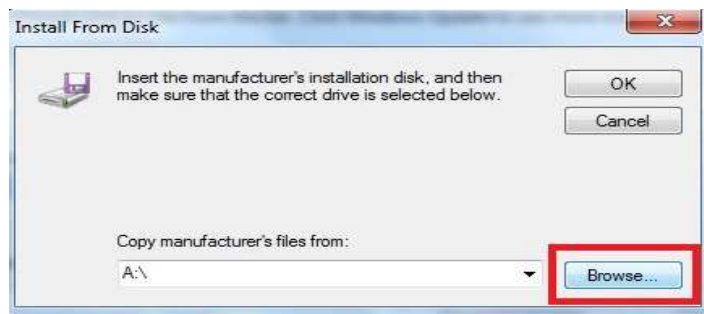 Install From Disk
Insert the manufacturer's installation disk, and then
make sure that the correct drive is selected below.
OK
Cancel
Copy manufacturer's files from:
A:\
Browse...